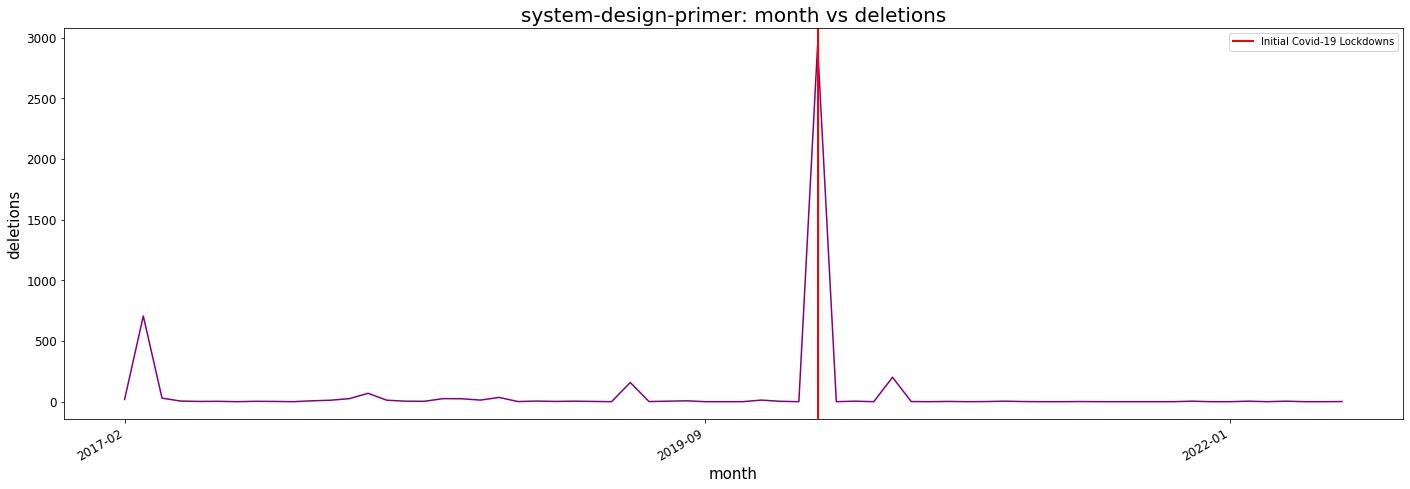 system-design-primer: month vs deletions
Initial Covid-19 Lockdowns
3000
2500
2000
1500
1000
500
0
deletions
2017-02
2019-09
2022-01
month